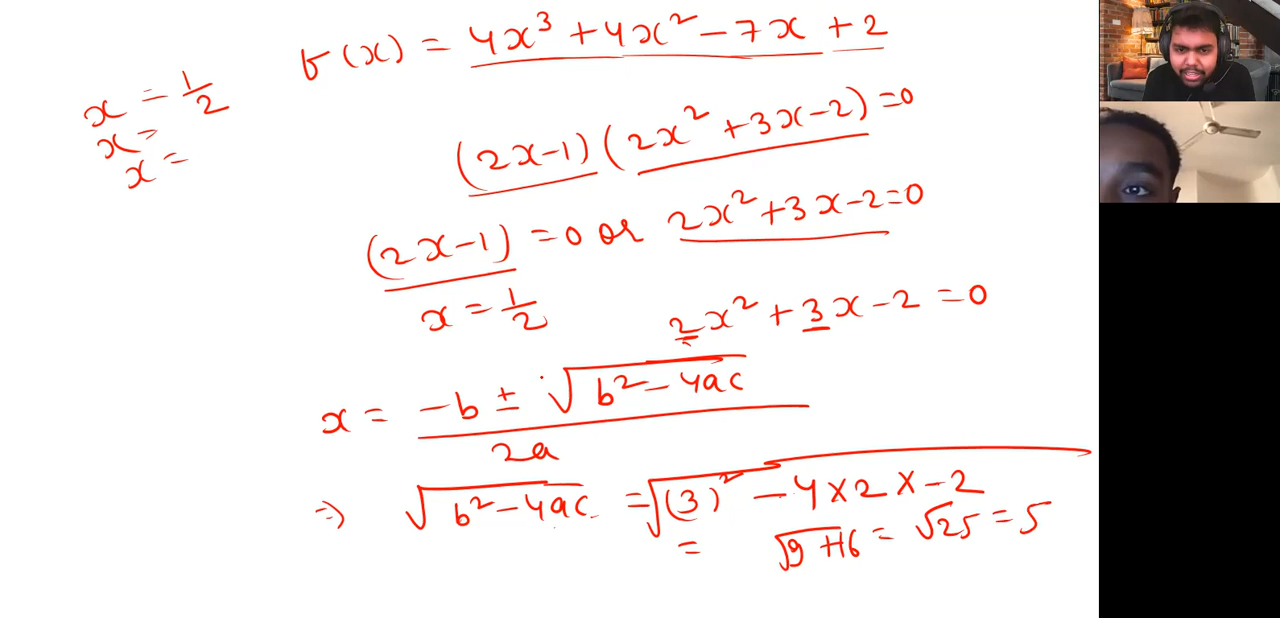 f(x) = 4x³ + 4x² - 7x + 2
x = 1/2
x =
x =
(2x-1) (2x² + 3x - 2) = 0
(2x-1) = 0 or 2x² + 3x - 2 = 0
x = 1/2
2x² + 3x - 2 = 0
x = (-b ± √(b² - 4ac))/2a
⇒ √(b² - 4ac) = √((3)² - 4 × 2 × -2)
= √(9 + 16) = √25 = 5